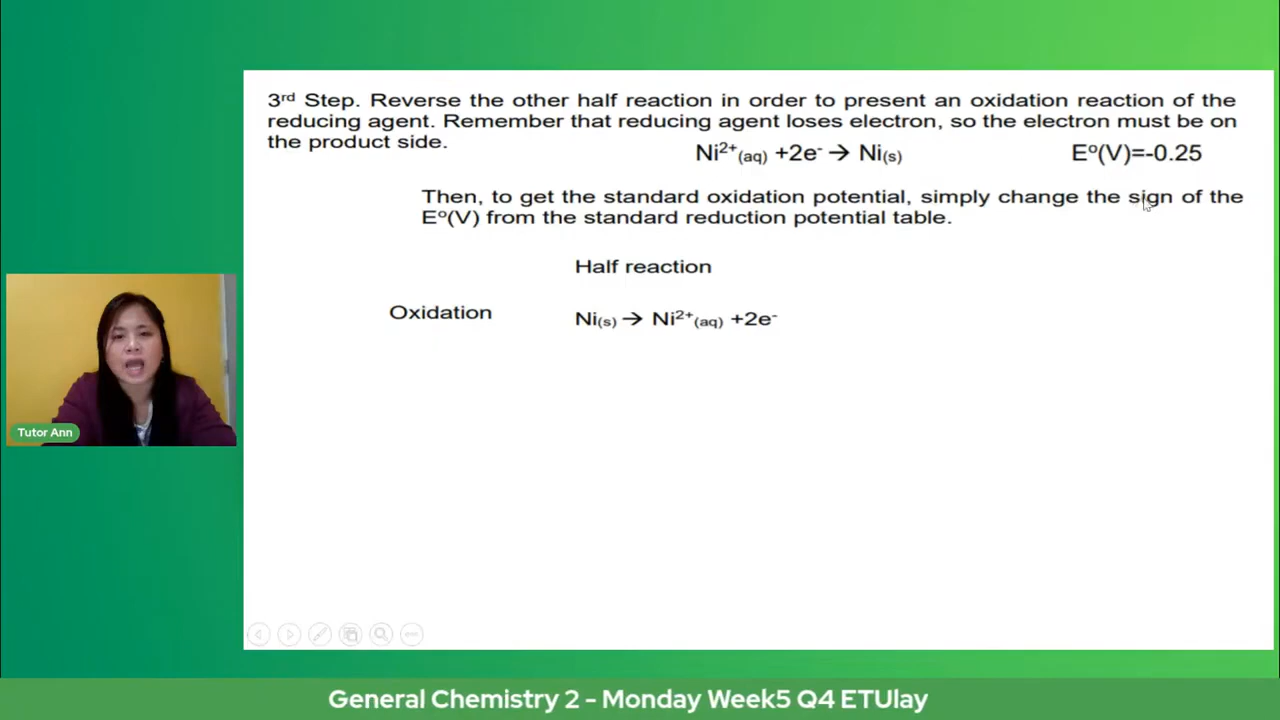 3rd Step. Reverse the other half reaction in order to present an oxidation reaction of the
reducing agent. Remember that reducing agent loses electron, so the electron must be on
the product side.
Ni²⁺(aq) +2e⁻ → Ni(s) Eº(V)=-0.25
Then, to get the standard oxidation potential, simply change the sign of the
Eº(V) from the standard reduction potential table.
Half reaction
Oxidation Ni(s) → Ni²⁺(aq) +2e⁻
Tutor Ann
General Chemistry 2 - Monday Week5 Q4 ETUlay